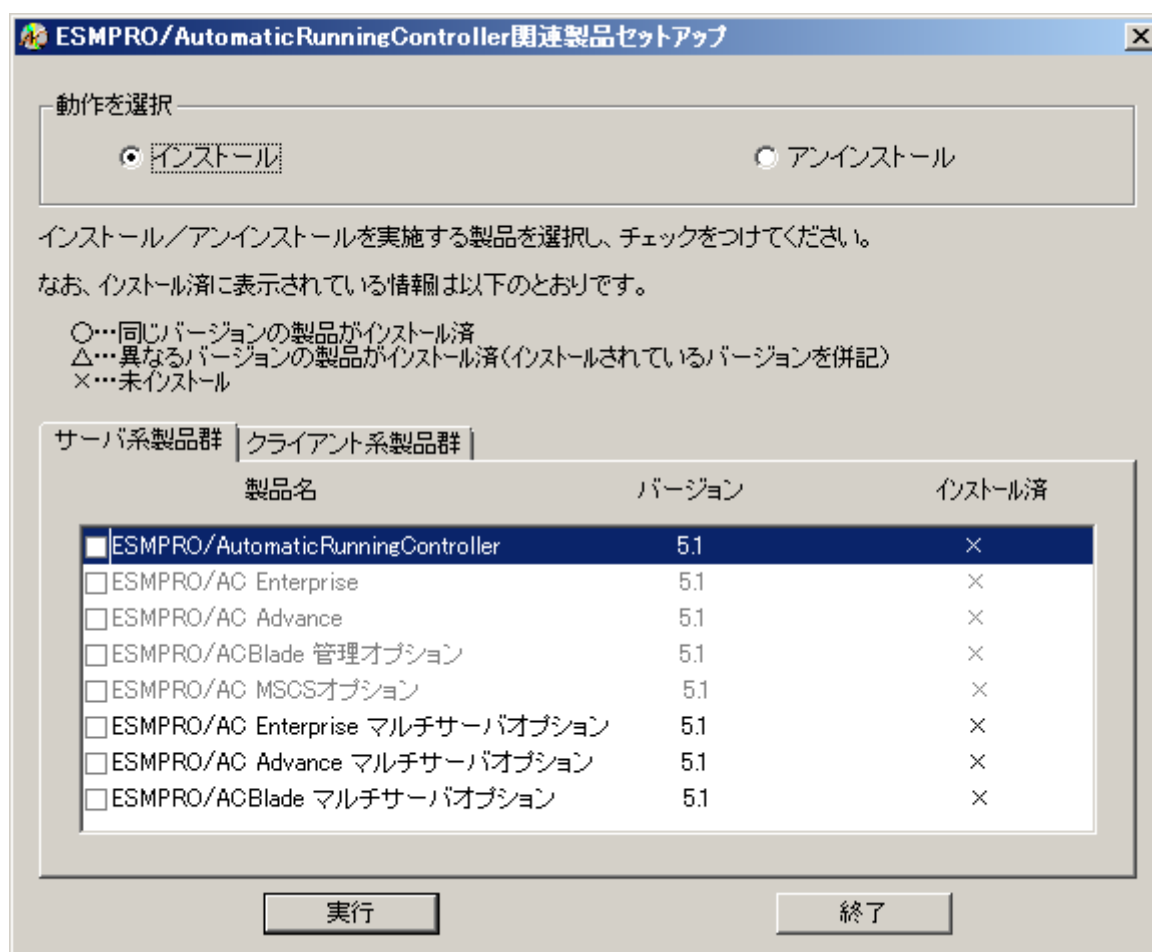 ESMPRO/AutomaticRunningController関連製品セットアップ
動作を選択
インストール
アンインストール
インストール／アンインストールを実施する製品を選択し、チェックをつけてください。
なお、インストール済に表示されている情報は以下のとおりです。
○…同じバージョンの製品がインストール済
△…異なるバージョンの製品がインストール済(インストールされているバージョンを併記)
×…未インストール
サーバ系製品群 クライアント系製品群
製品名 バージョン インストール済
ESMPRO/AutomaticRunningController 5.1 ×
ESMPRO/AC Enterprise 5.1 ×
ESMPRO/AC Advance 5.1 ×
ESMPRO/ACBlade 管理オプション 5.1 ×
ESMPRO/AC MSCSオプション 5.1 ×
ESMPRO/AC Enterprise マルチサーバオプション 5.1 ×
ESMPRO/AC Advance マルチサーバオプション 5.1 ×
ESMPRO/ACBlade マルチサーバオプション 5.1 ×
実行 終了